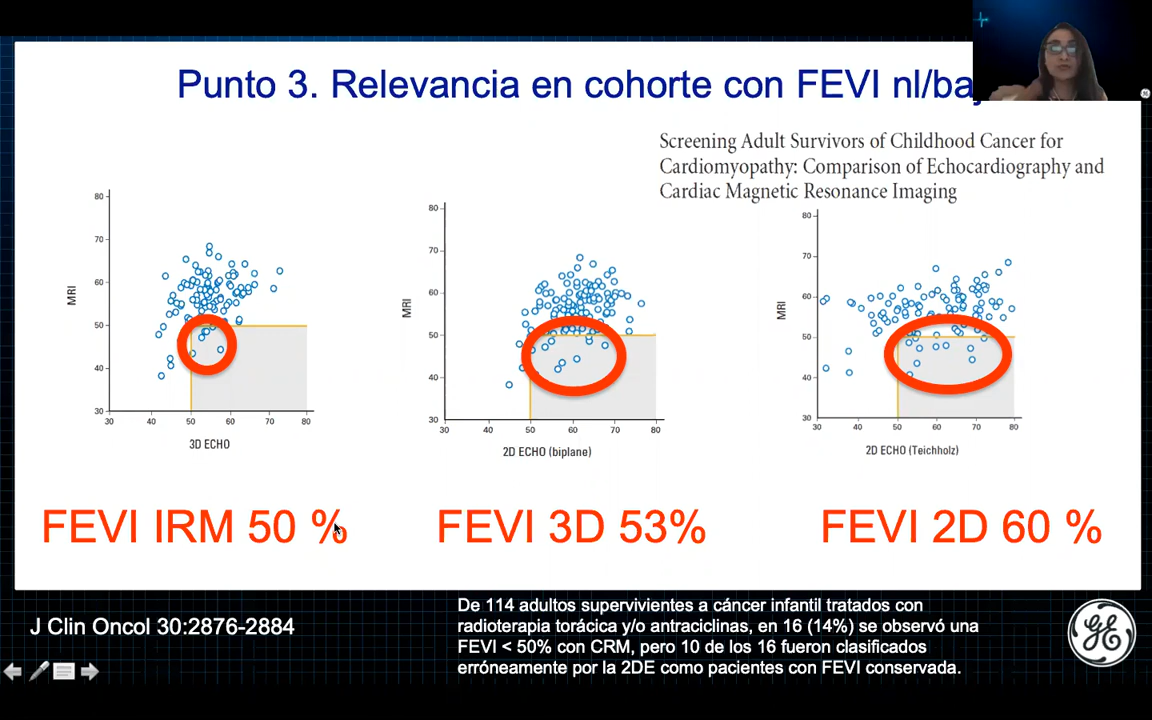 Punto 3. Relevancia en cohorte con FEVI nl/ba
Screening Adult Survivors of Childhood Cancer for
Cardiomyopathy: Comparison of Echocardiography and
Cardiac Magnetic Resonance Imaging
80
70
60
50
40
30
MRI
30
40
50
60
70
80
3D ECHO
80
70
60
50
40
30
MRI
30
40
50
60
70
80
2D ECHO (biplane)
80
70
60
50
40
30
MRI
30
40
50
60
70
80
2D ECHO (Teichholz)
FEVI IRM 50 %
FEVI 3D 53%
FEVI 2D 60 %
J Clin Oncol 30:2876-2884
De 114 adultos supervivientes a cáncer infantil tratados con
radioterapia torácica y/o antraciclinas, en 16 (14%) se observó una
FEVI < 50% con CRM, pero 10 de los 16 fueron clasificados
erróneamente por la 2DE como pacientes con FEVI conservada.
GE